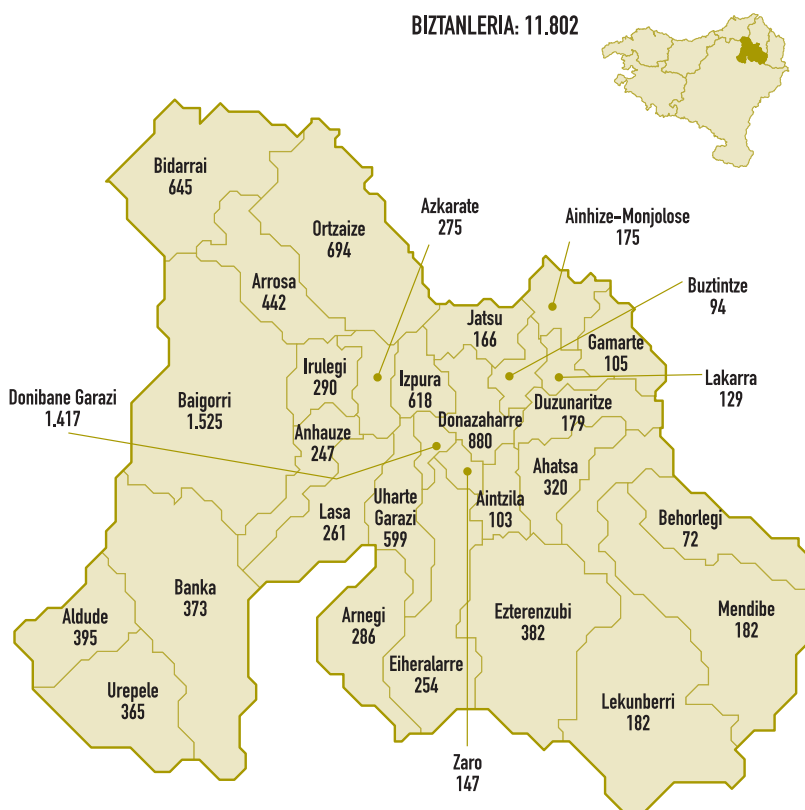 BIZTANLERIA: 11.802
Bidarrai
645
Ortzaize
694
Azkarate
275
Ainhize-Monjolose
175
Arrosa
442
Buztintze
94
Jatsu
166
Gamarte
105
Irulegi
290
Izpura
618
Lakarra
129
Donibane Garazi
1.417
Baigorri
1.525
Duzunaritze
179
Donazaharre
880
Anhauze
247
Ahatsa
320
Uharte
Garazi
599
Aintzila
103
Lasa
261
Behorlegi
72
Banka
373
Aldude
395
Arnegi
286
Ezterenzubi
382
Mendibe
182
Eiheralarre
254
Urepele
365
Lekunberri
182
Zaro
147